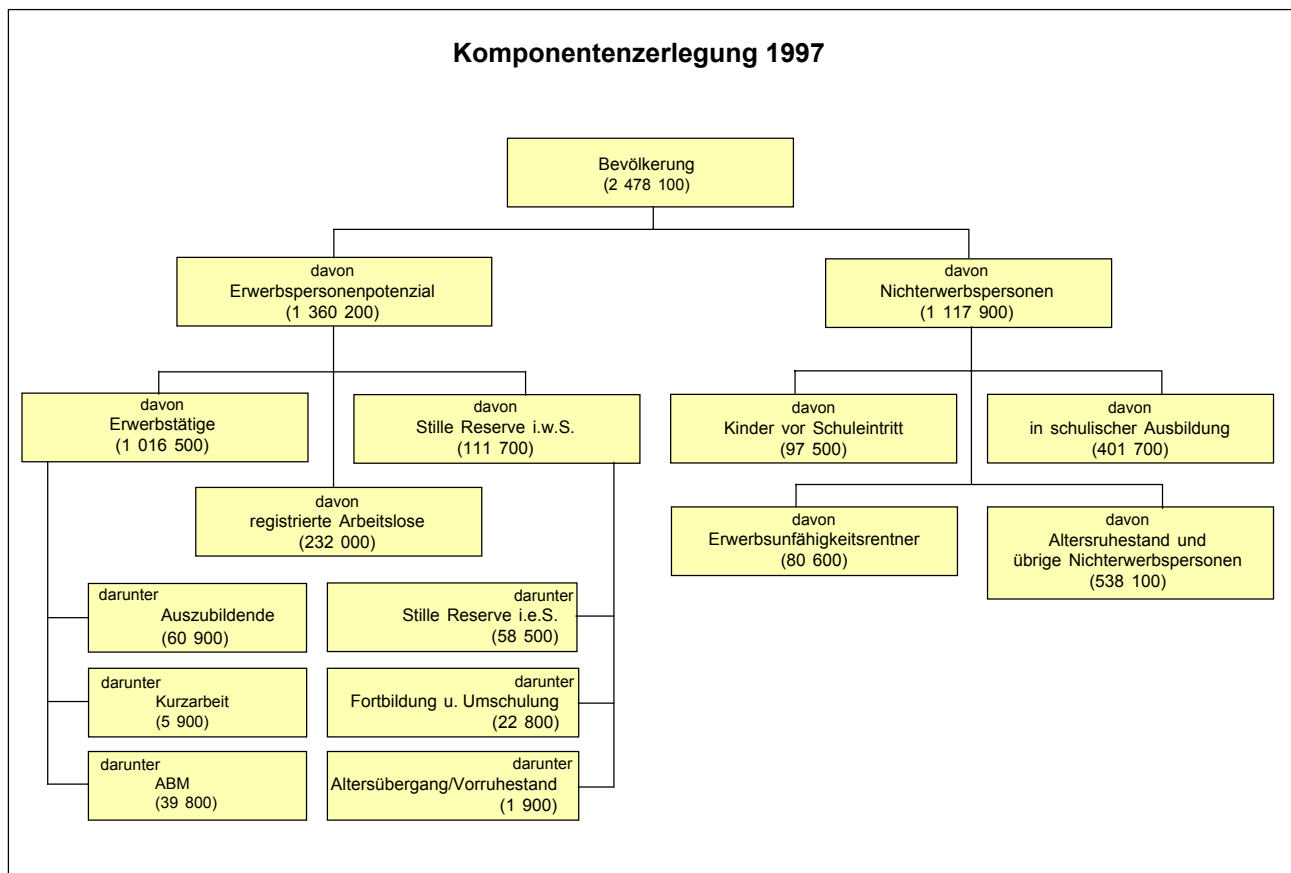 Komponentenzerlegung 1997
Bevölkerung
(2 478 100)
davon
Erwerbspersonenpotenzial
(1 360 200)
davon
Nichterwerbspersonen
(1 117 900)
davon
Erwerbstätige
(1 016 500)
davon
Stille Reserve i.w.S.
(111 700)
davon
Kinder vor Schuleintritt
(97 500)
davon
in schulischer Ausbildung
(401 700)
davon
registrierte Arbeitslose
(232 000)
davon
Erwerbsunfähigkeitsrentner
(80 600)
davon
Altersruhestand und
übrige Nichterwerbspersonen
(538 100)
darunter
Auszubildende
(60 900)
darunter
Stille Reserve i.e.S.
(58 500)
darunter
Kurzarbeit
(5 900)
darunter
Fortbildung u. Umschulung
(22 800)
darunter
ABM
(39 800)
darunter
Altersübergang/Vorruhestand
(1 900)